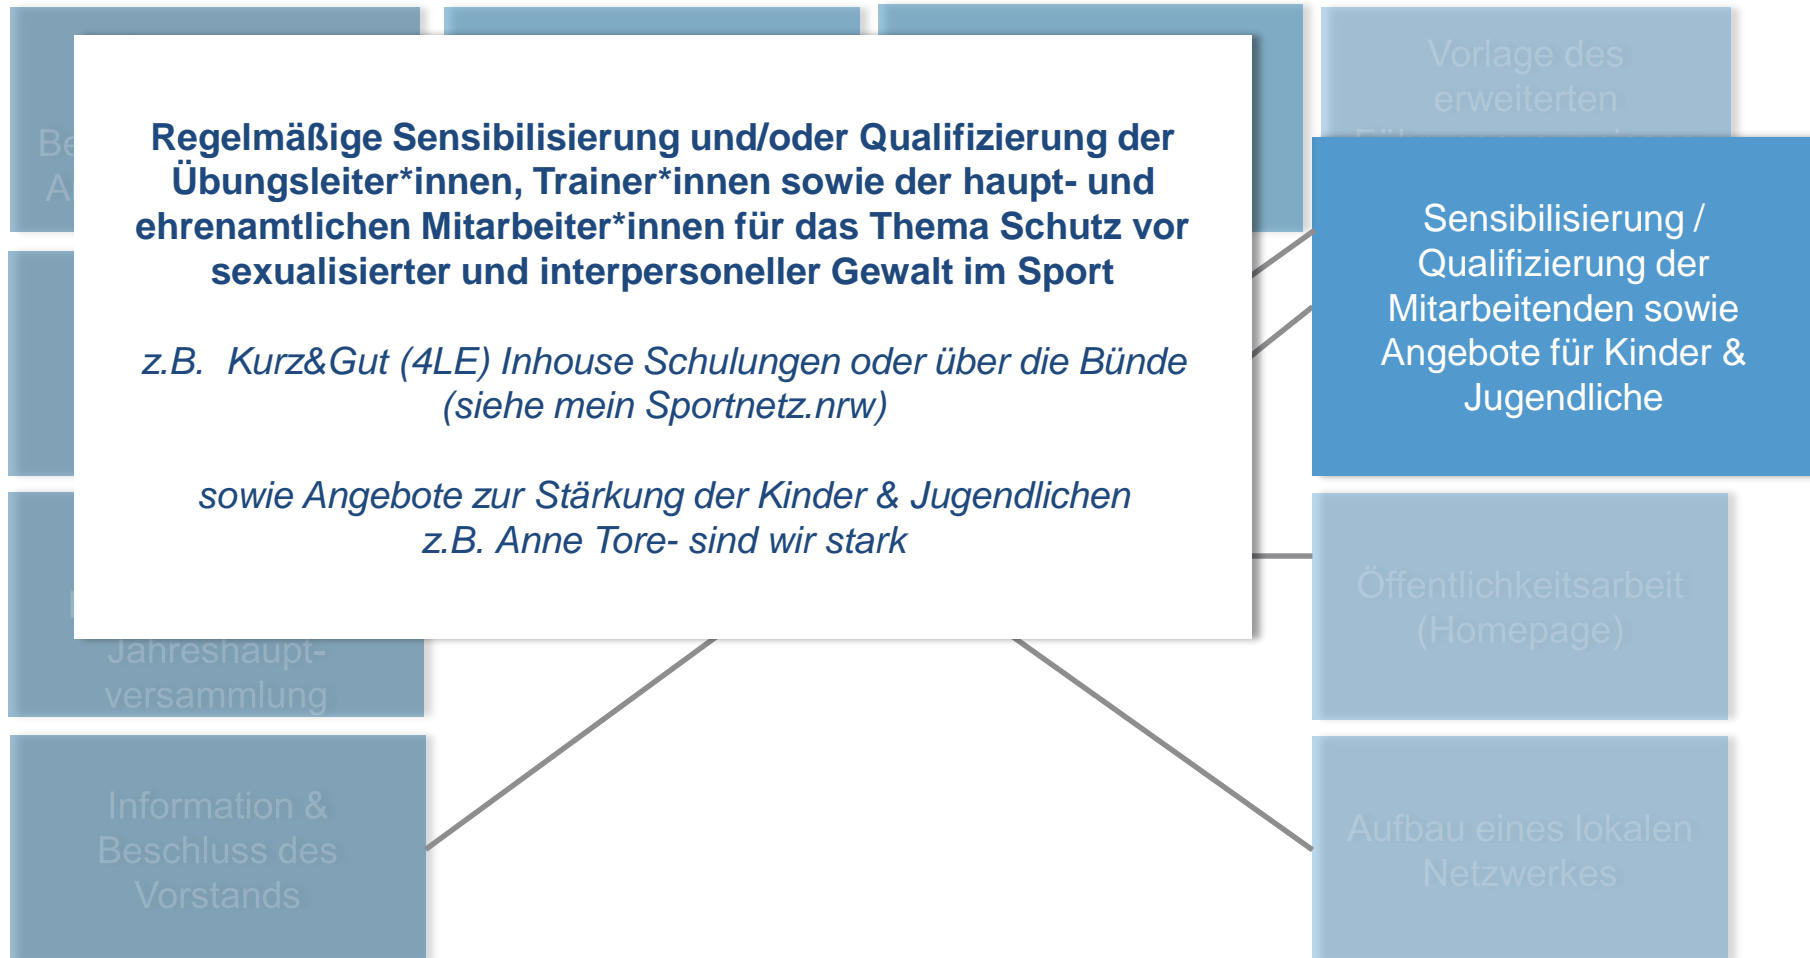 Vorlage des
erweiterten
Regelmäßige Sensibilisierung und/oder Qualifizierung der
Übungsleiter*innen, Trainer*innen sowie der haupt- und
ehrenamtlichen Mitarbeiter*innen für das Thema Schutz vor
sexualisierter und interpersoneller Gewalt im Sport
z.B. Kurz&Gut (4LE) Inhouse Schulungen oder über die Bünde
(siehe mein Sportnetz.nrw)
sowie Angebote zur Stärkung der Kinder & Jugendlichen
z.B. Anne Tore- sind wir stark
Sensibilisierung /
Qualifizierung der
Mitarbeitenden sowie
Angebote für Kinder &
Jugendliche
Jahreshaupt-
versammlung
Öffentlichkeitsarbeit
(Homepage)
Information &
Beschluss des
Vorstands
Aufbau eines lokalen
Netzwerkes